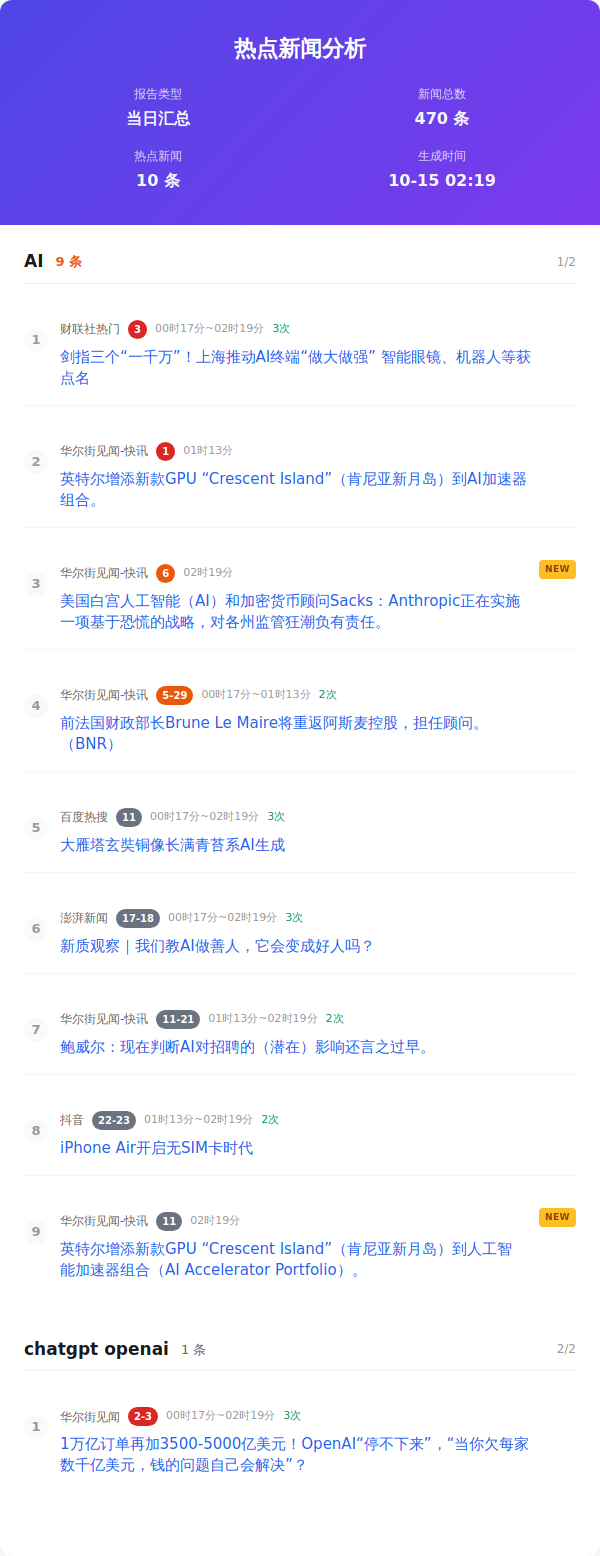 热点新闻分析
报告类型
当日汇总
新闻总数
470 条
热点新闻
10 条
生成时间
10-15 02:19
AI 9 条 1/2
1
财联社热门 3 00时17分~02时19分 3次
剑指三个“一千万”！上海推动AI终端“做大做强” 智能眼镜、机器人等获
点名
2
华尔街见闻-快讯 1 01时13分
英特尔增添新款GPU “Crescent Island”（肯尼亚新月岛）到AI加速器
组合。
3
华尔街见闻-快讯 6 02时19分 NEW
美国白宫人工智能（AI）和加密货币顾问Sacks：Anthropic正在实施
一项基于恐慌的战略，对各州监管狂潮负有责任。
4
华尔街见闻-快讯 5-29 00时17分~01时13分 2次
前法国财政部长Brune Le Maire将重返阿斯麦控股，担任顾问。
（BNR）
5
百度热搜 11 00时17分~02时19分 3次
大雁塔玄奘铜像长满青苔系AI生成
6
澎湃新闻 17-18 00时17分~02时19分 3次
新质观察｜我们教AI做善人，它会变成好人吗？
7
华尔街见闻-快讯 11-21 01时13分~02时19分 2次
鲍威尔：现在判断AI对招聘的（潜在）影响还言之过早。
8
抖音 22-23 01时13分~02时19分 2次
iPhone Air开启无SIM卡时代
9
华尔街见闻-快讯 11 02时19分 NEW
英特尔增添新款GPU “Crescent Island”（肯尼亚新月岛）到人工智
能加速器组合（AI Accelerator Portfolio）。
chatgpt openai 1 条 2/2
1
华尔街见闻 2-3 00时17分~02时19分 3次
1万亿订单再加3500-5000亿美元！OpenAI“停不下来”，“当你欠每家
数千亿美元，钱的问题自己会解决”？